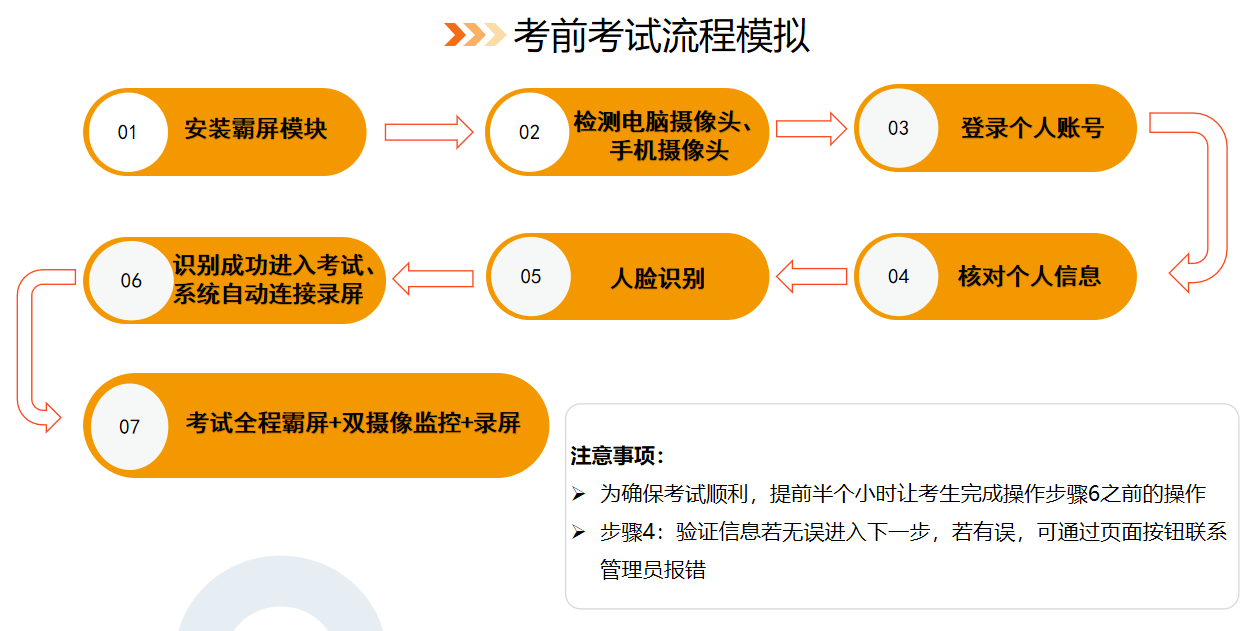 考前考试流程模拟
01
安装霸屏模块
02
检测电脑摄像头、
手机摄像头
03
登录个人账号
04
核对个人信息
05
人脸识别
06
识别成功进入考试、
系统自动连接录屏
07
考试全程霸屏+双摄像监控+录屏
注意事项：
➢ 为确保考试顺利，提前半个小时让考生完成操作步骤6之前的操作
➢ 步骤4：验证信息若无误进入下一步，若有误，可通过页面按钮联系
管理员报错